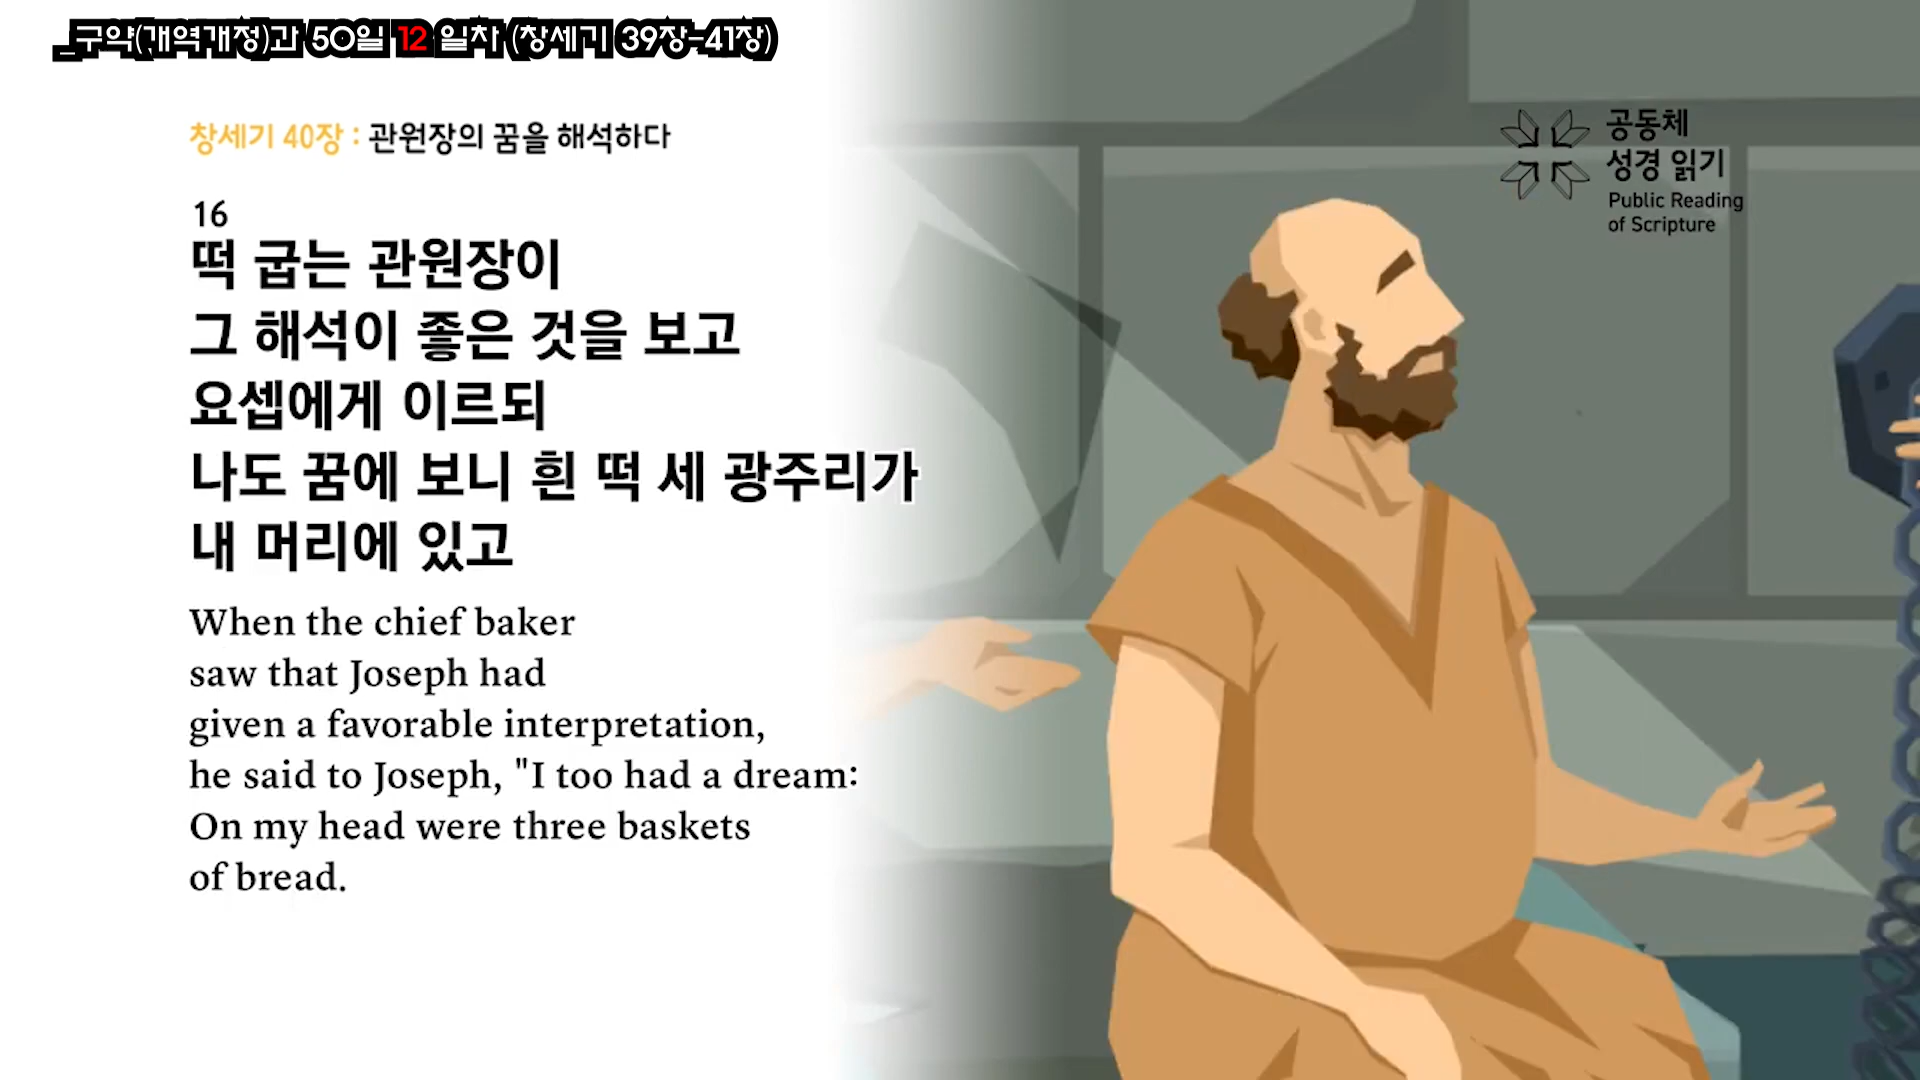 _구약(개역개정)과 50일 12 일차 (창세기 39장-41장)
창세기 40장 : 관원장의 꿈을 해석하다
공동체
성경 읽기
Public Reading
of Scripture
16
떡 굽는 관원장이
그 해석이 좋은 것을 보고
요셉에게 이르되
나도 꿈에 보니 흰 떡 세 광주리가
내 머리에 있고
When the chief baker
saw that Joseph had
given a favorable interpretation,
he said to Joseph, "I too had a dream:
On my head were three baskets
of bread.